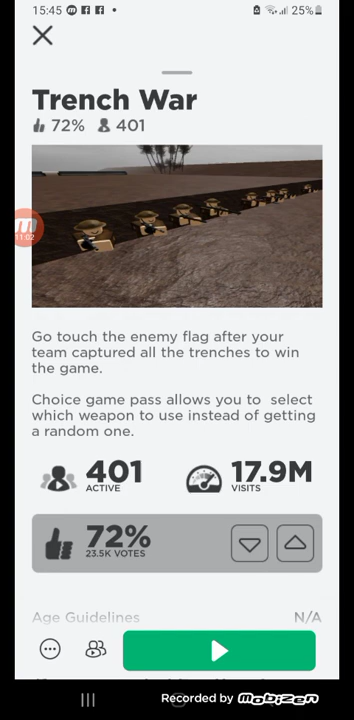 15:45 25%
Trench War
72% 401
11:02
Go touch the enemy flag after your
team captured all the trenches to win
the game.
Choice game pass allows you to select
which weapon to use instead of getting
a random one.
401 17.9M
ACTIVE VISITS
72%
23.5K VOTES
Age Guidelines N/A
Recorded by mobizen